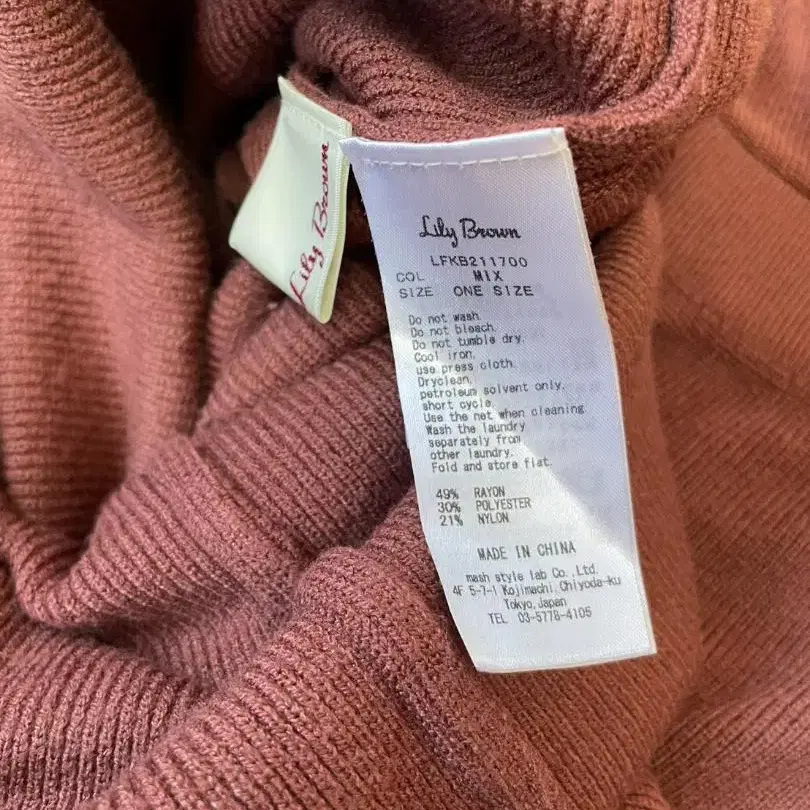 Lily Brown
Lily Brown
LFKB211700
COL MIX
SIZE ONE SIZE
Do not wash.
Do not bleach.
Do not tumble dry.
Cool iron.
use press cloth.
Dryclean.
petroleum solvent only.
short cycle.
Use the net when cleaning.
Wash the laundry
separately from
other laundry.
Fold and store flat.
49% RAYON
30% POLYESTER
21% NYLON
MADE IN CHINA
mash style lab Co.,Ltd.
4F 5-7-1 Kojimachi, Chiyoda-ku
Tokyo, Japan
TEL 03-5778-4105